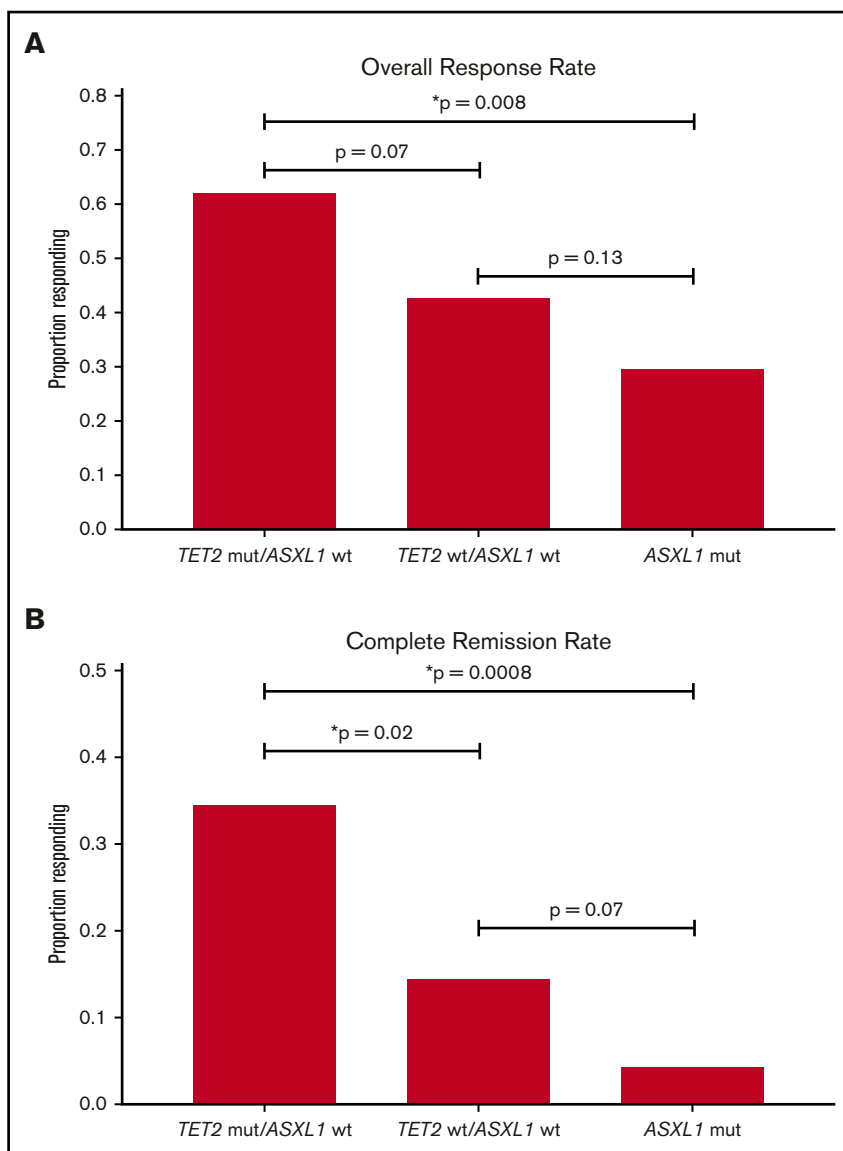 A
Overall Response Rate
Proportion responding
0.8
0.7
0.6
0.5
0.4
0.3
0.2
0.1
0.0
*p = 0.008
p = 0.07
p = 0.13
TET2 mut/ASXL1 wt
TET2 wt/ASXL1 wt
ASXL1 mut
B
Complete Remission Rate
Proportion responding
0.5
0.4
0.3
0.2
0.1
0.0
*p = 0.0008
*p = 0.02
p = 0.07
TET2 mut/ASXL1 wt
TET2 wt/ASXL1 wt
ASXL1 mut